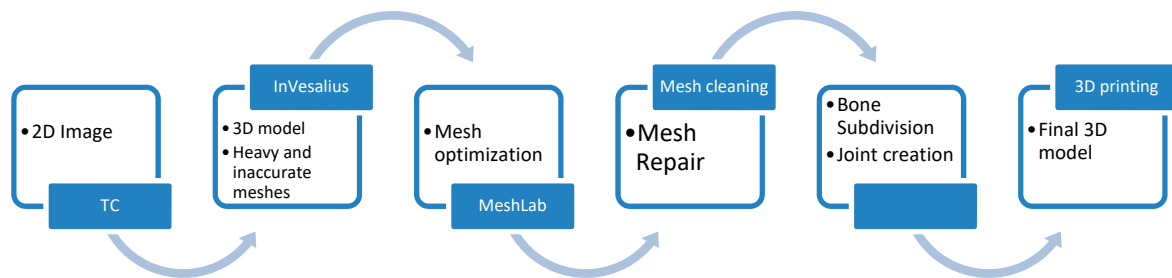 • 2D Image
TC
InVesalius
• 3D model
• Heavy and
inaccurate meshes
• Mesh
optimization
MeshLab
Mesh cleaning
• Mesh
Repair
• Bone
Subdivision
• Joint creation
3D printing
• Final 3D
model